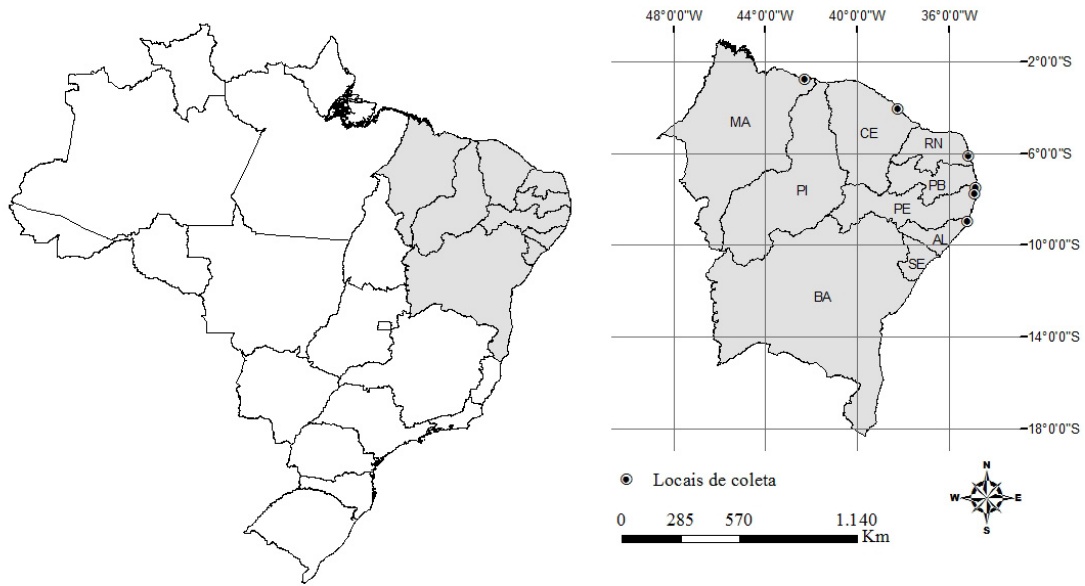 48°0'0"W 44°0'0"W 40°0'0"W 36°0'0"W
2°0'0"S
MA
CE
RN
6°0'0"S
PI
PB
PE
AL
10°0'0"S
SE
BA
14°0'0"S
18°0'0"S
Locais de coleta
N
W E
S
0 285 570 1.140
Km